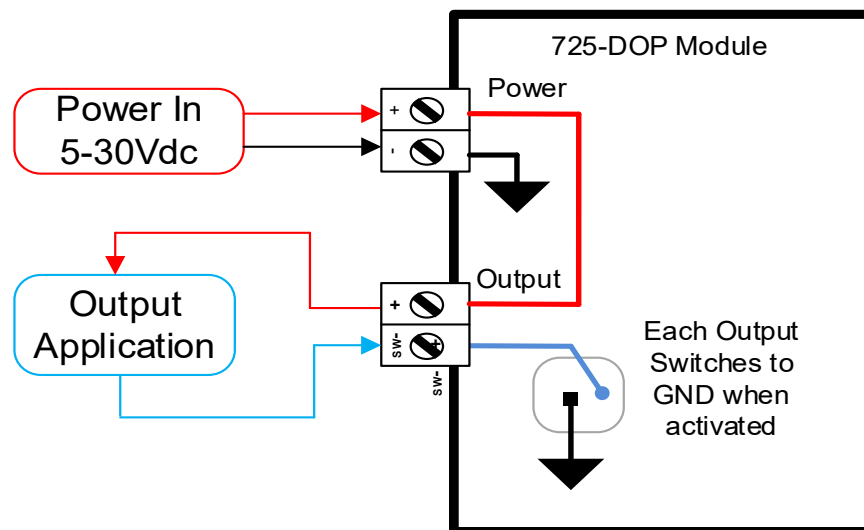 725-DOP Module
Power
Power In
5-30Vdc
+
-
Output
Output
Application
+
sw-
+
sw-
Each Output
Switches to
GND when
activated